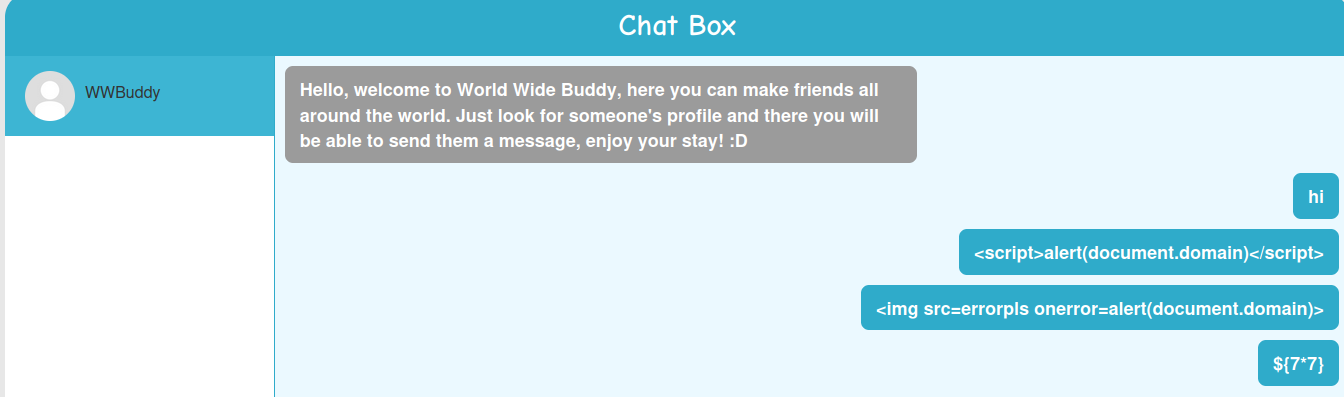 Chat Box
WWBuddy
Hello, welcome to World Wide Buddy, here you can make friends all
around the world. Just look for someone's profile and there you will
be able to send them a message, enjoy your stay! :D
hi
<script>alert(document.domain)</script>
<img src=errorpls onerror=alert(document.domain)>
${7*7}